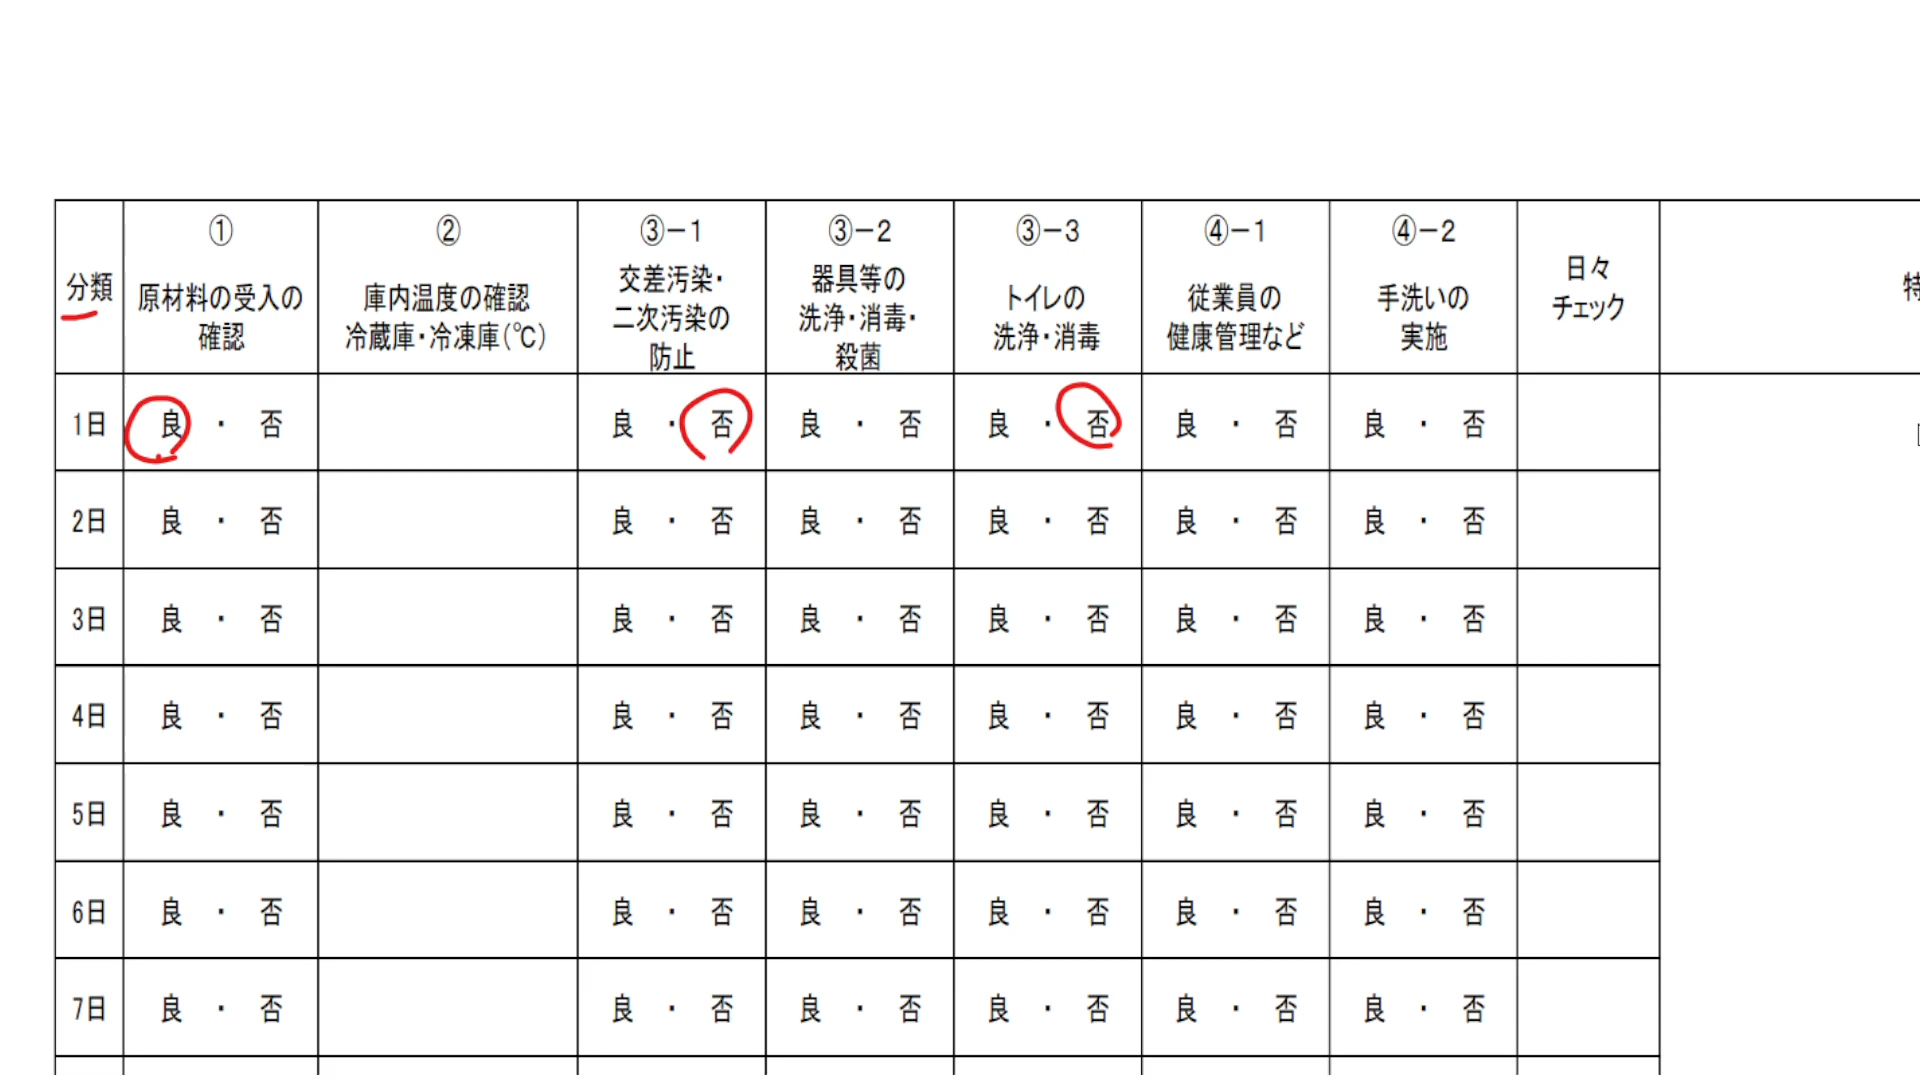 分類
①
原材料の受入の
確認
②
庫内温度の確認
冷蔵庫・冷凍庫(℃)
③－1
交差汚染・
二次汚染の
防止
③－2
器具等の
洗浄・消毒・
殺菌
③－3
トイレの
洗浄・消毒
④－1
従業員の
健康管理など
④－2
手洗いの
実施
日々
チェック
特
1日 良 ・ 否 良 ・ 否 良 ・ 否 良 ・ 否 良 ・ 否 良 ・ 否
2日 良 ・ 否 良 ・ 否 良 ・ 否 良 ・ 否 良 ・ 否 良 ・ 否
3日 良 ・ 否 良 ・ 否 良 ・ 否 良 ・ 否 良 ・ 否 良 ・ 否
4日 良 ・ 否 良 ・ 否 良 ・ 否 良 ・ 否 良 ・ 否 良 ・ 否
5日 良 ・ 否 良 ・ 否 良 ・ 否 良 ・ 否 良 ・ 否 良 ・ 否
6日 良 ・ 否 良 ・ 否 良 ・ 否 良 ・ 否 良 ・ 否 良 ・ 否
7日 良 ・ 否 良 ・ 否 良 ・ 否 良 ・ 否 良 ・ 否 良 ・ 否